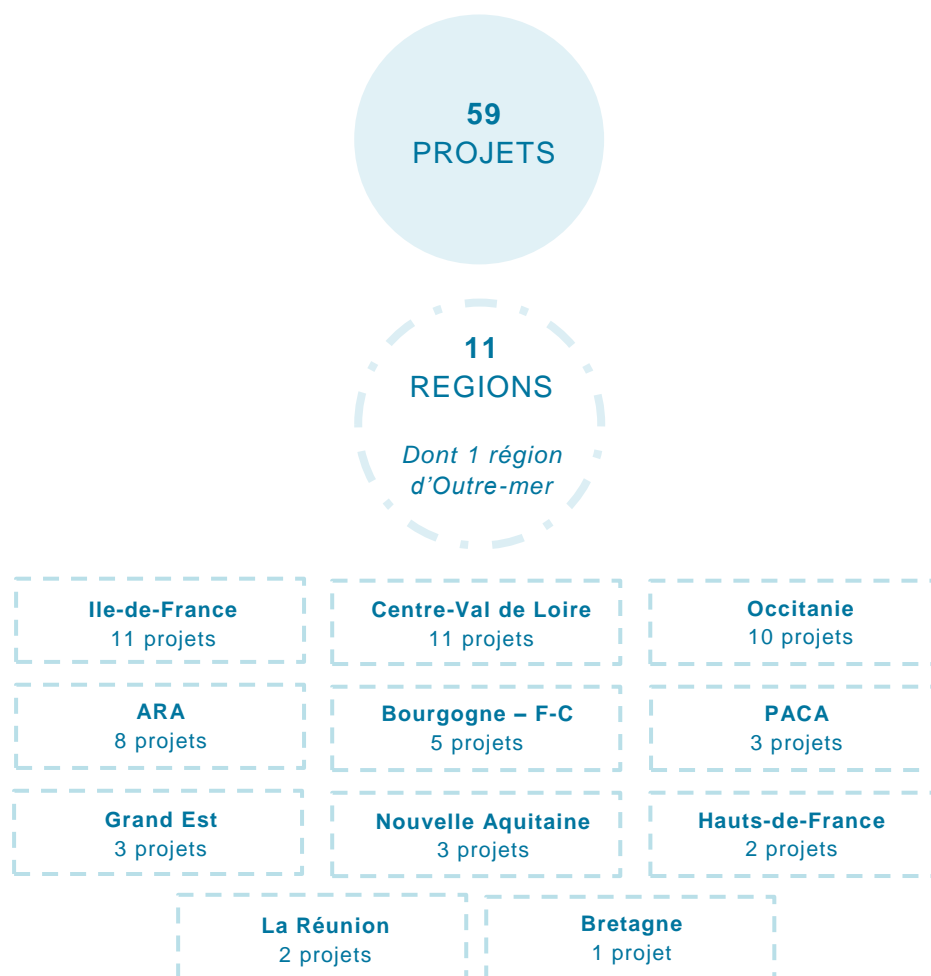 59
PROJETS
11
REGIONS
Dont 1 région
d'Outre-mer
Ile-de-France
11 projets
Centre-Val de Loire
11 projets
Occitanie
10 projets
ARA
8 projets
Bourgogne – F-C
5 projets
PACA
3 projets
Grand Est
3 projets
Nouvelle Aquitaine
3 projets
Hauts-de-France
2 projets
La Réunion
2 projets
Bretagne
1 projet